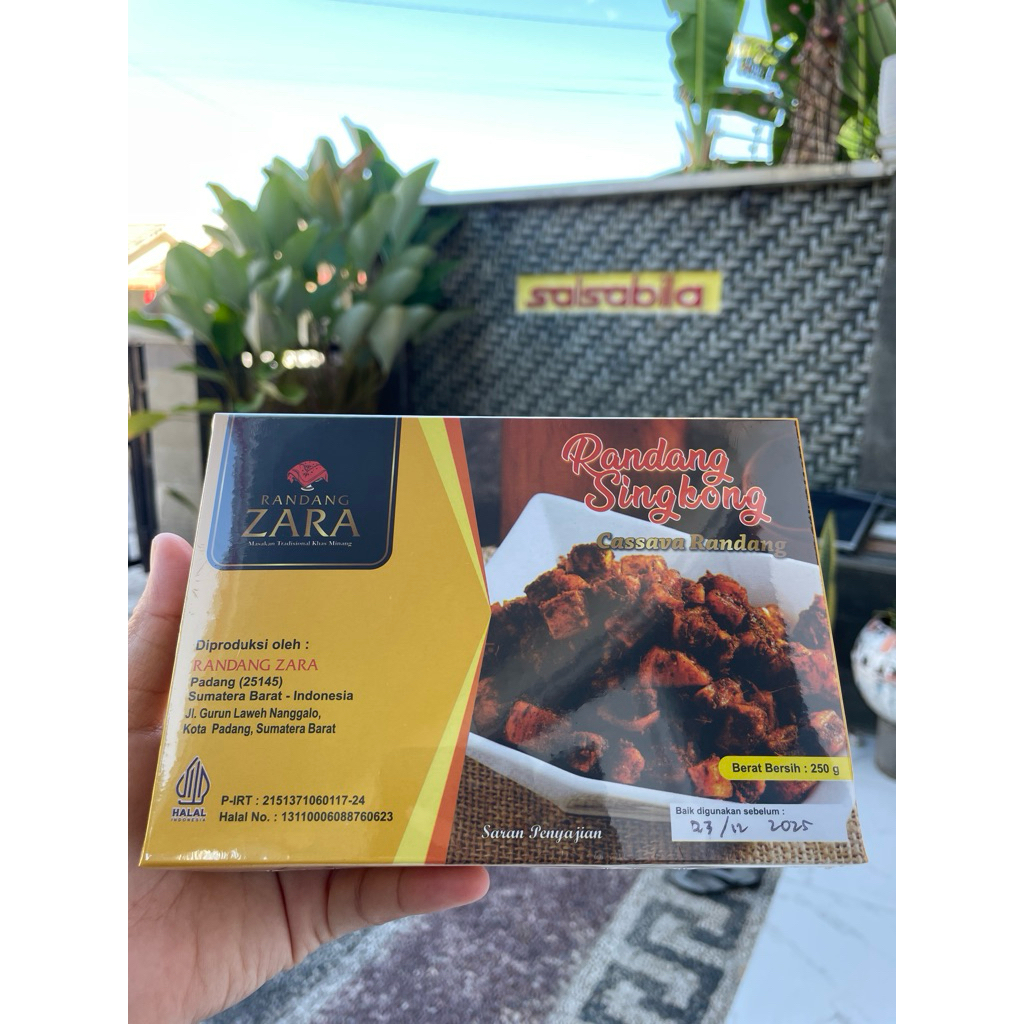 salsabila
RANDANG
ZARA
Masakan Tradisional Khas Minang
Randang
Singkong
Cassava Randang
Diproduksi oleh :
RANDANG ZARA
Padang (25145)
Sumatera Barat - Indonesia
Jl. Gurun Laweh Nanggalo,
Kota Padang, Sumatera Barat
HALAL
INDONESIA
P-IRT : 2151371060117-24
Halal No. : 13110006088760623
Berat Bersih : 250 g
Baik digunakan sebelum :
23/12 2025
Saran Penyajian